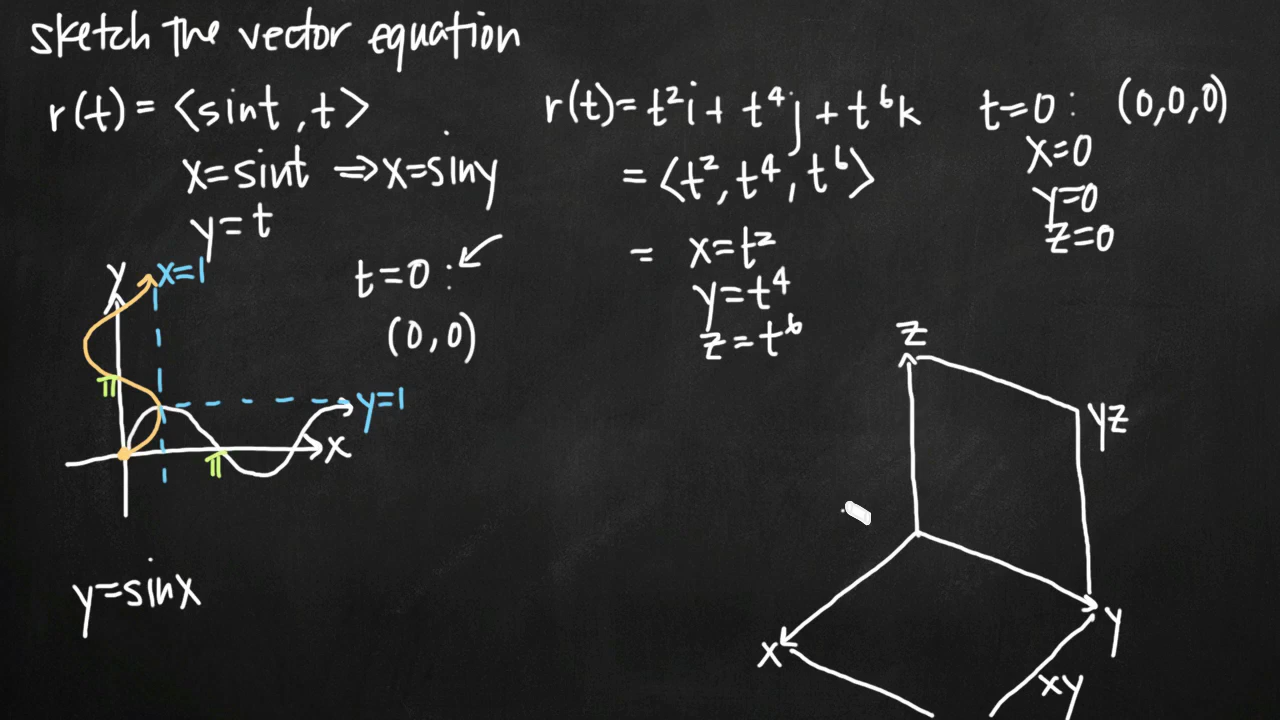 sketch the vector equation
r(t) = <sint, t>
x=sint ⇒ x=siny
y=t
t=0:
(0,0)
y
x=1
π
y=1
x
π
y=sinx
r(t)= t²i + t⁴j + t⁶k
= <t², t⁴, t⁶>
= x=t²
y=t⁴
z=t⁶
t=0: (0,0,0)
x=0
y=0
z=0
z
yz
y
x
xy